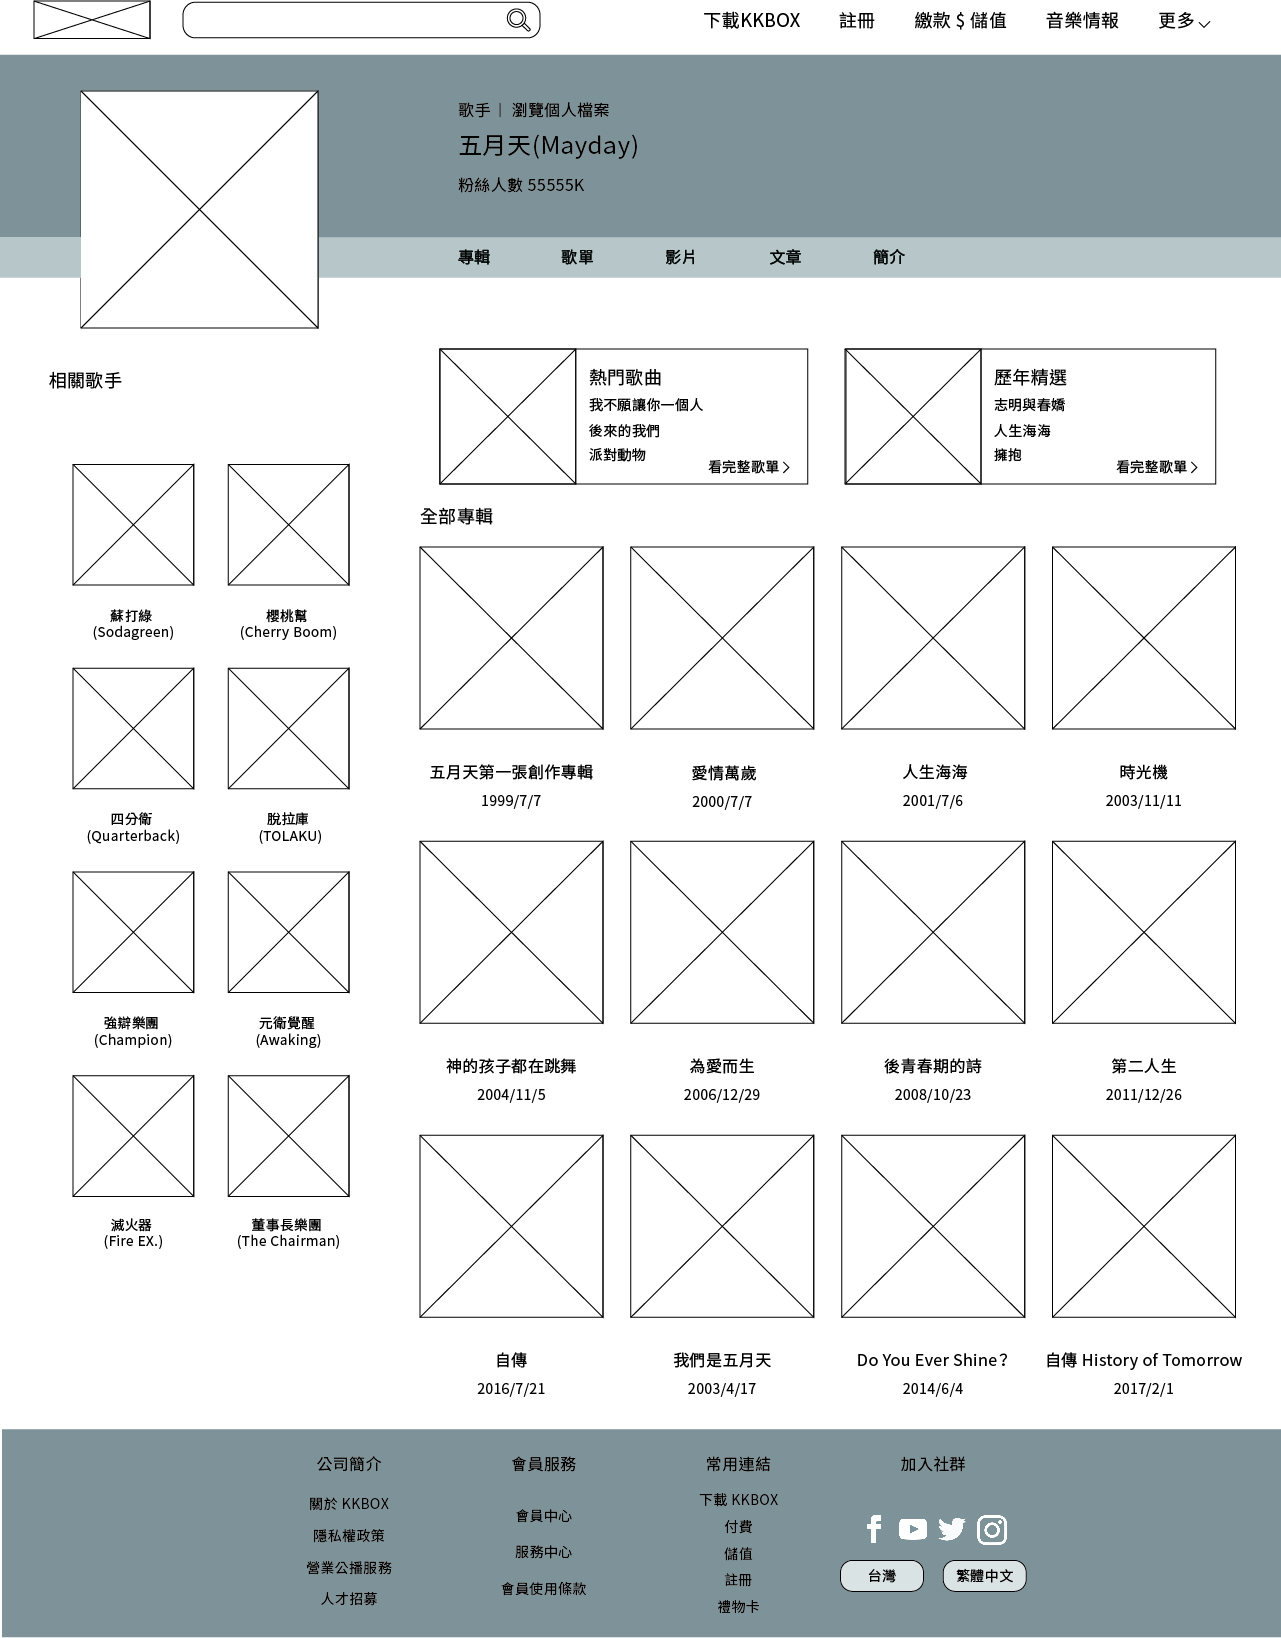 下載KKBOX
註冊
繳款 $ 儲值
音樂情報
更多
歌手｜ 瀏覽個人檔案
五月天(Mayday)
粉絲人數 55555K
專輯
歌單
影片
文章
簡介
相關歌手
蘇打綠
(Sodagreen)
櫻桃幫
(Cherry Boom)
四分衛
(Quarterback)
脫拉庫
(TOLAKU)
強辯樂團
(Champion)
元衛覺醒
(Awaking)
滅火器
(Fire EX.)
董事長樂團
(The Chairman)
熱門歌曲
我不願讓你一個人
後來的我們
派對動物
看完整歌單 >
歷年精選
志明與春嬌
人生海海
擁抱
看完整歌單 >
全部專輯
五月天第一張創作專輯
1999/7/7
愛情萬歲
2000/7/7
人生海海
2001/7/6
時光機
2003/11/11
神的孩子都在跳舞
2004/11/5
為愛而生
2006/12/29
後青春期的詩
2008/10/23
第二人生
2011/12/26
自傳
2016/7/21
我們是五月天
2003/4/17
Do You Ever Shine？
2014/6/4
自傳 History of Tomorrow
2017/2/1
公司簡介
關於 KKBOX
隱私權政策
營業公播服務
人才招募
會員服務
會員中心
服務中心
會員使用條款
常用連結
下載 KKBOX
付費
儲值
註冊
禮物卡
加入社群
台灣
繁體中文